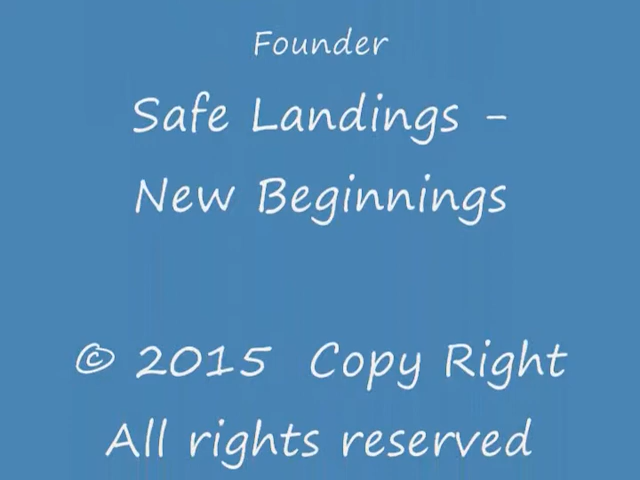 Founder
Safe Landings -
New Beginnings
© 2015 Copy Right
All rights reserved